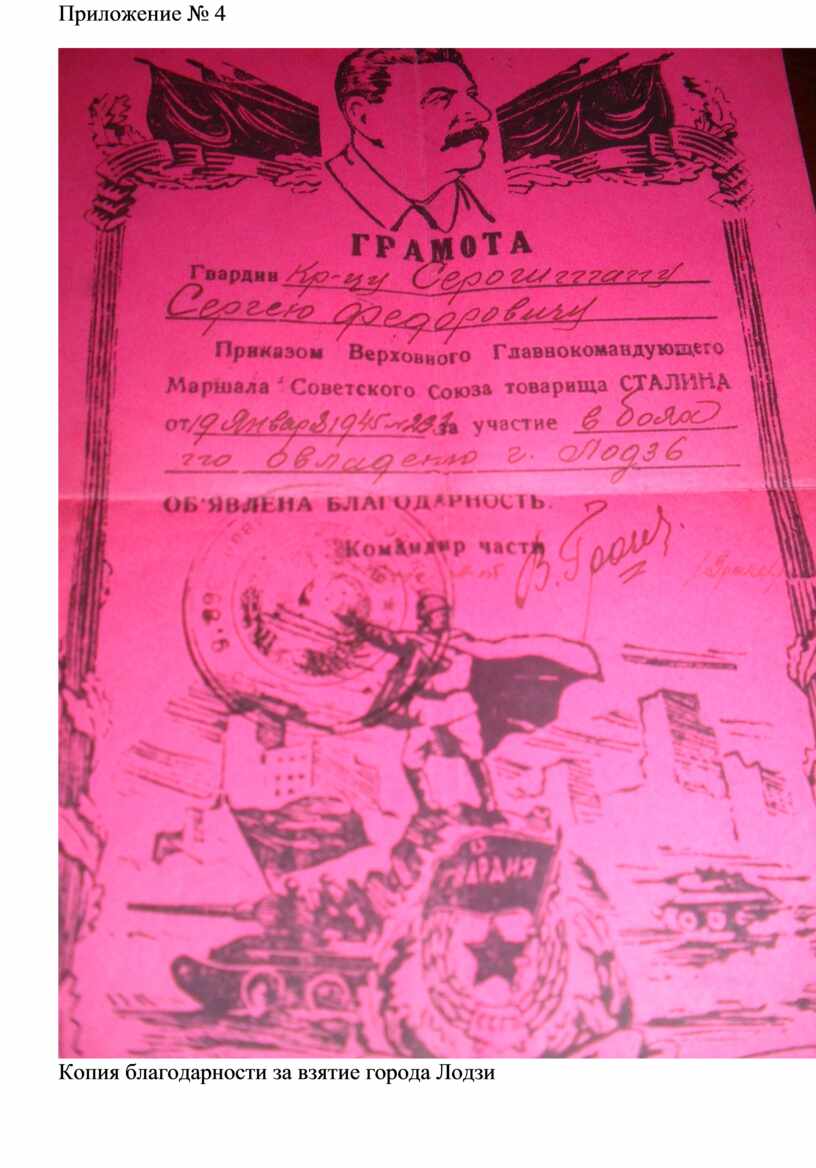 Приложение № 4
ГРАМОТА
Гвардии Кр-цу Серошттану
Сергею Федоровичу
Приказом Верховного Главнокомандующего
Маршала Советского Союза товарища СТАЛИНА
от 19 Января 1945 за участие в боях
по овладению г. Лодзь
ОБ'ЯВЛЕНА БЛАГОДАРНОСТЬ.
Командир части
ГВАРДИЯ
Копия благодарности за взятие города Лодзи